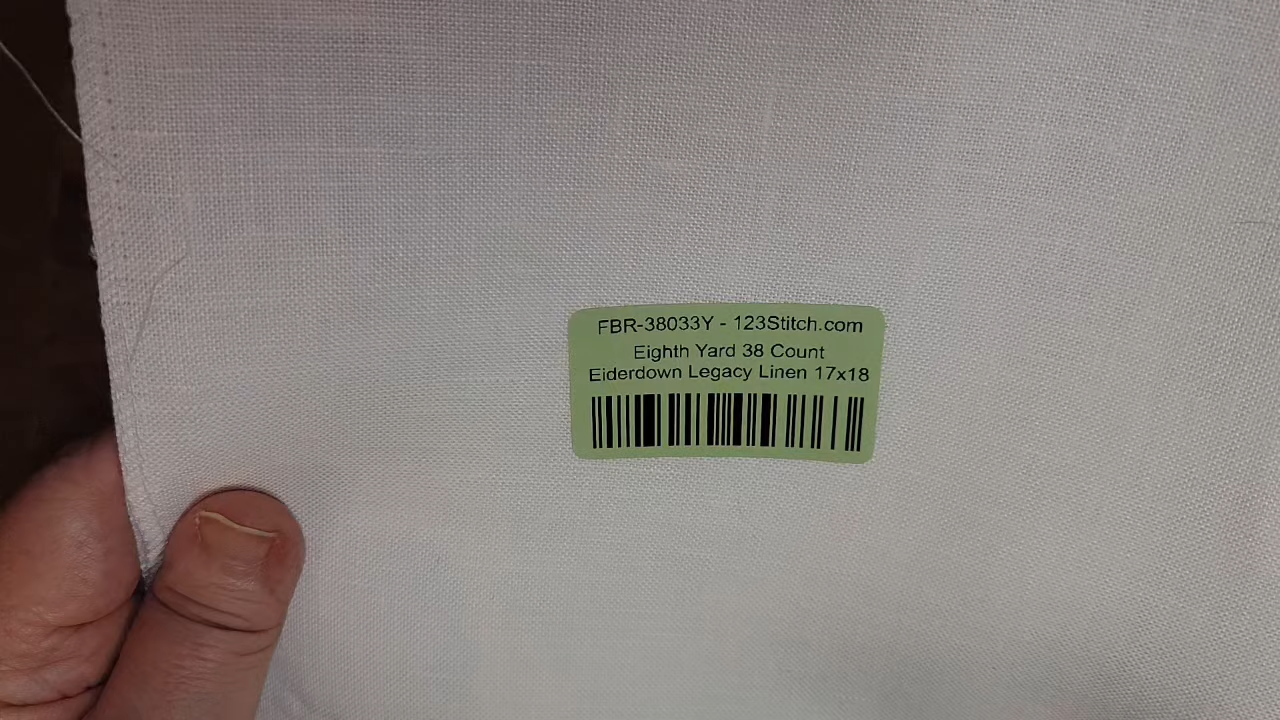 FBR-38033Y - 123Stitch.com
Eighth Yard 38 Count
Eiderdown Legacy Linen 17x18